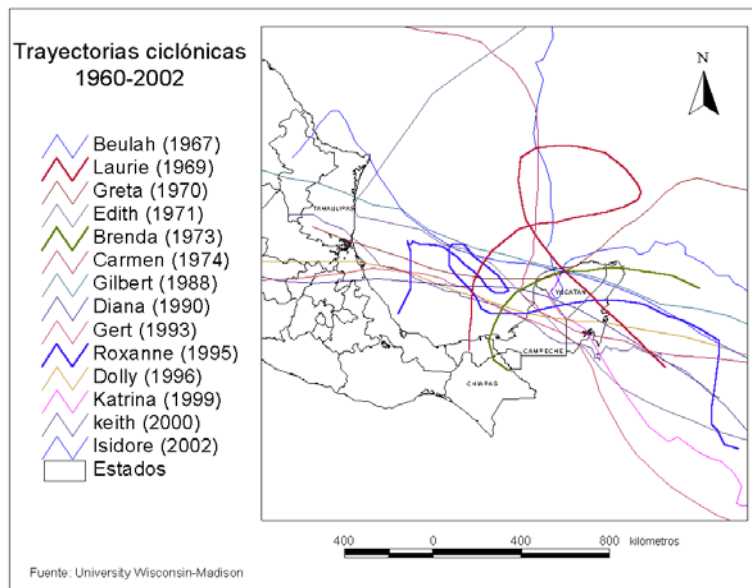 Trayectorias ciclónicas
1960-2002
Beulah (1967)
Laurie (1969)
Greta (1970)
Edith (1971)
Brenda (1973)
Carmen (1974)
Gilbert (1988)
Diana (1990)
Gert (1993)
Roxanne (1995)
Dolly (1996)
Katrina (1999)
keith (2000)
Isidore (2002)
Estados
N
TAMAULIPAS
YUCATAN
CAMPECHE
CHIAPAS
400 0 400 800 kilómetros
Fuente: University Wisconsin-Madison